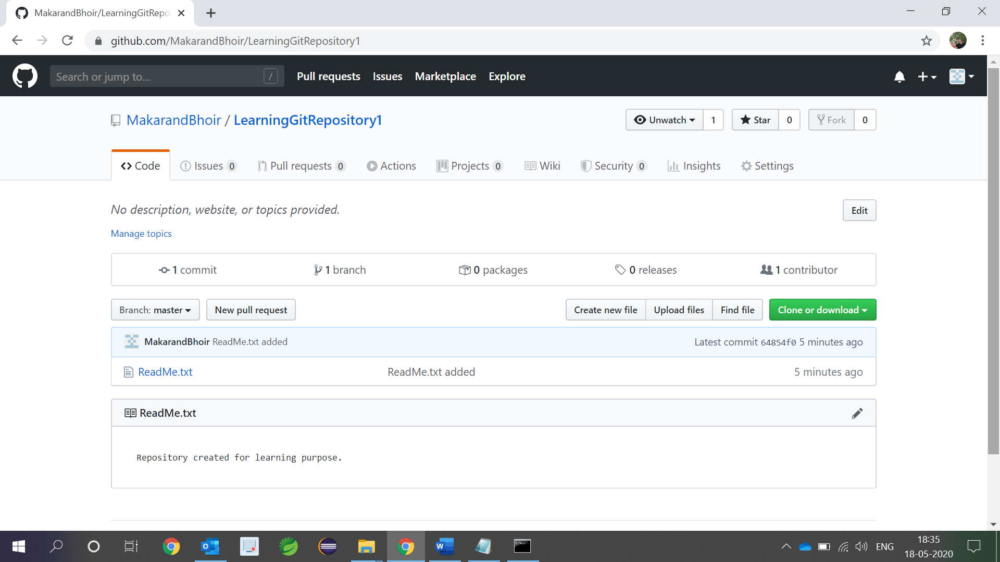 MakarandBhoir/LearningGitRepo
github.com/MakarandBhoir/LearningGitRepository1
Search or jump to... /
Pull requests Issues Marketplace Explore
MakarandBhoir / LearningGitRepository1
Unwatch 1 Star 0 Fork 0
Code Issues 0 Pull requests 0 Actions Projects 0 Wiki Security 0 Insights Settings
No description, website, or topics provided.
Edit
Manage topics
1 commit 1 branch 0 packages 0 releases 1 contributor
Branch: master New pull request Create new file Upload files Find file Clone or download
MakarandBhoir ReadMe.txt added Latest commit 64854f0 5 minutes ago
ReadMe.txt ReadMe.txt added 5 minutes ago
ReadMe.txt
Repository created for learning purpose.
ENG
18:35
18-05-2020